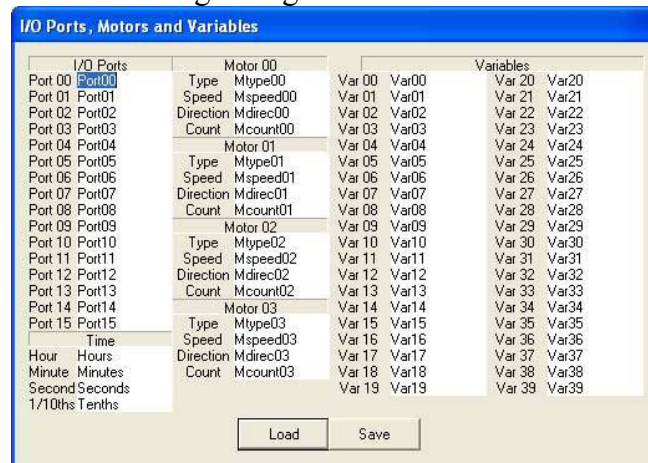 I/O Ports, Motors and Variables
I/O Ports
Port 00 Port00
Port 01 Port01
Port 02 Port02
Port 03 Port03
Port 04 Port04
Port 05 Port05
Port 06 Port06
Port 07 Port07
Port 08 Port08
Port 09 Port09
Port 10 Port10
Port 11 Port11
Port 12 Port12
Port 13 Port13
Port 14 Port14
Port 15 Port15
Time
Hour Hours
Minute Minutes
Second Seconds
1/10ths Tenths
Motor 00
Type Mtype00
Speed Mspeed00
Direction Mdirec00
Count Mcount00
Motor 01
Type Mtype01
Speed Mspeed01
Direction Mdirec01
Count Mcount01
Motor 02
Type Mtype02
Speed Mspeed02
Direction Mdirec02
Count Mcount02
Motor 03
Type Mtype03
Speed Mspeed03
Direction Mdirec03
Count Mcount03
Variables
Var 00 Var00
Var 01 Var01
Var 02 Var02
Var 03 Var03
Var 04 Var04
Var 05 Var05
Var 06 Var06
Var 07 Var07
Var 08 Var08
Var 09 Var09
Var 10 Var10
Var 11 Var11
Var 12 Var12
Var 13 Var13
Var 14 Var14
Var 15 Var15
Var 16 Var16
Var 17 Var17
Var 18 Var18
Var 19 Var19
Var 20 Var20
Var 21 Var21
Var 22 Var22
Var 23 Var23
Var 24 Var24
Var 25 Var25
Var 26 Var26
Var 27 Var27
Var 28 Var28
Var 29 Var29
Var 30 Var30
Var 31 Var31
Var 32 Var32
Var 33 Var33
Var 34 Var34
Var 35 Var35
Var 36 Var36
Var 37 Var37
Var 38 Var38
Var 39 Var39
Load
Save